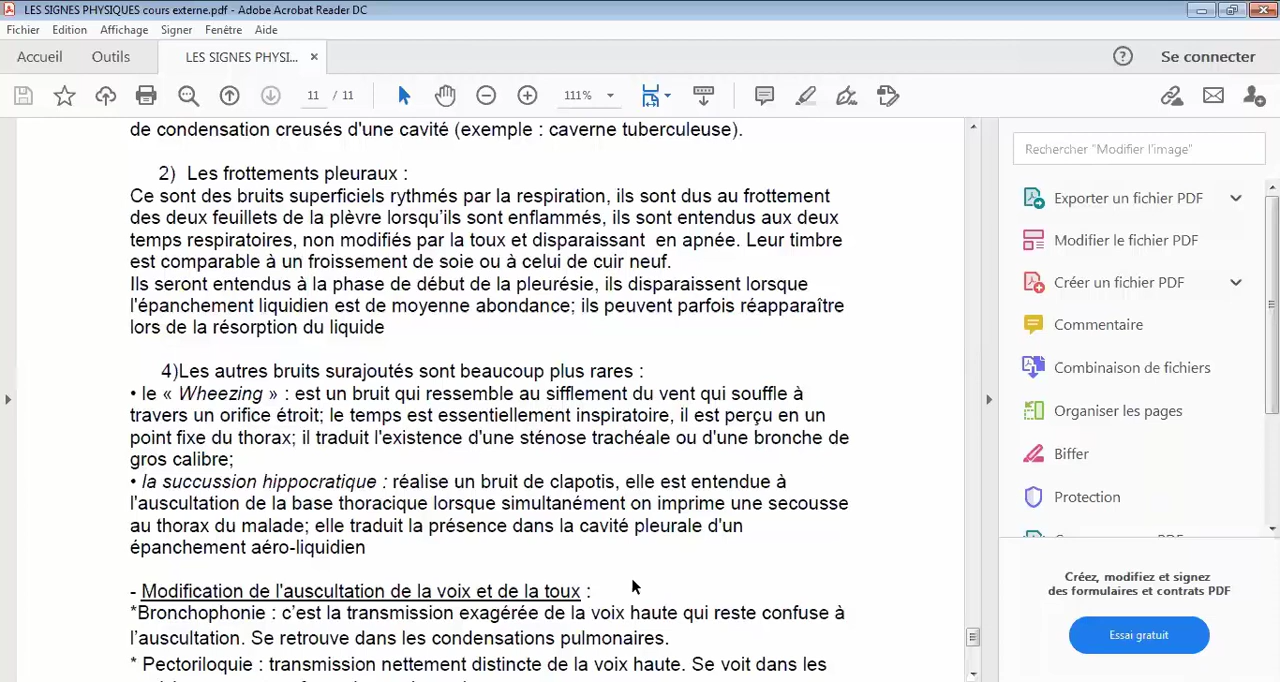 LES SIGNES PHYSIQUES cours externe.pdf - Adobe Acrobat Reader DC
Fichier Edition Affichage Signer Fenêtre Aide
Accueil Outils LES SIGNES PHYSI... × Se connecter
11 / 11 111%
de condensation creusés d'une cavité (exemple : caverne tuberculeuse).
2) Les frottements pleuraux :
Ce sont des bruits superficiels rythmés par la respiration, ils sont dus au frottement
des deux feuillets de la plèvre lorsqu'ils sont enflammés, ils sont entendus aux deux
temps respiratoires, non modifiés par la toux et disparaissant en apnée. Leur timbre
est comparable à un froissement de soie ou à celui de cuir neuf.
Ils seront entendus à la phase de début de la pleurésie, ils disparaissent lorsque
l'épanchement liquidien est de moyenne abondance; ils peuvent parfois réapparaître
lors de la résorption du liquide
4)Les autres bruits surajoutés sont beaucoup plus rares :
• le « Wheezing » : est un bruit qui ressemble au sifflement du vent qui souffle à
travers un orifice étroit; le temps est essentiellement inspiratoire, il est perçu en un
point fixe du thorax; il traduit l'existence d'une sténose trachéale ou d'une bronche de
gros calibre;
• la succussion hippocratique : réalise un bruit de clapotis, elle est entendue à
l'auscultation de la base thoracique lorsque simultanément on imprime une secousse
au thorax du malade; elle traduit la présence dans la cavité pleurale d'un
épanchement aéro-liquidien
- Modification de l'auscultation de la voix et de la toux :
*Bronchophonie : c'est la transmission exagérée de la voix haute qui reste confuse à
l'auscultation. Se retrouve dans les condensations pulmonaires.
* Pectoriloquie : transmission nettement distincte de la voix haute. Se voit dans les
Rechercher "Modifier l'image"
Exporter un fichier PDF
Modifier le fichier PDF
Créer un fichier PDF
Commentaire
Combinaison de fichiers
Organiser les pages
Biffer
Protection
Créez, modifiez et signez
des formulaires et contrats PDF
Essai gratuit